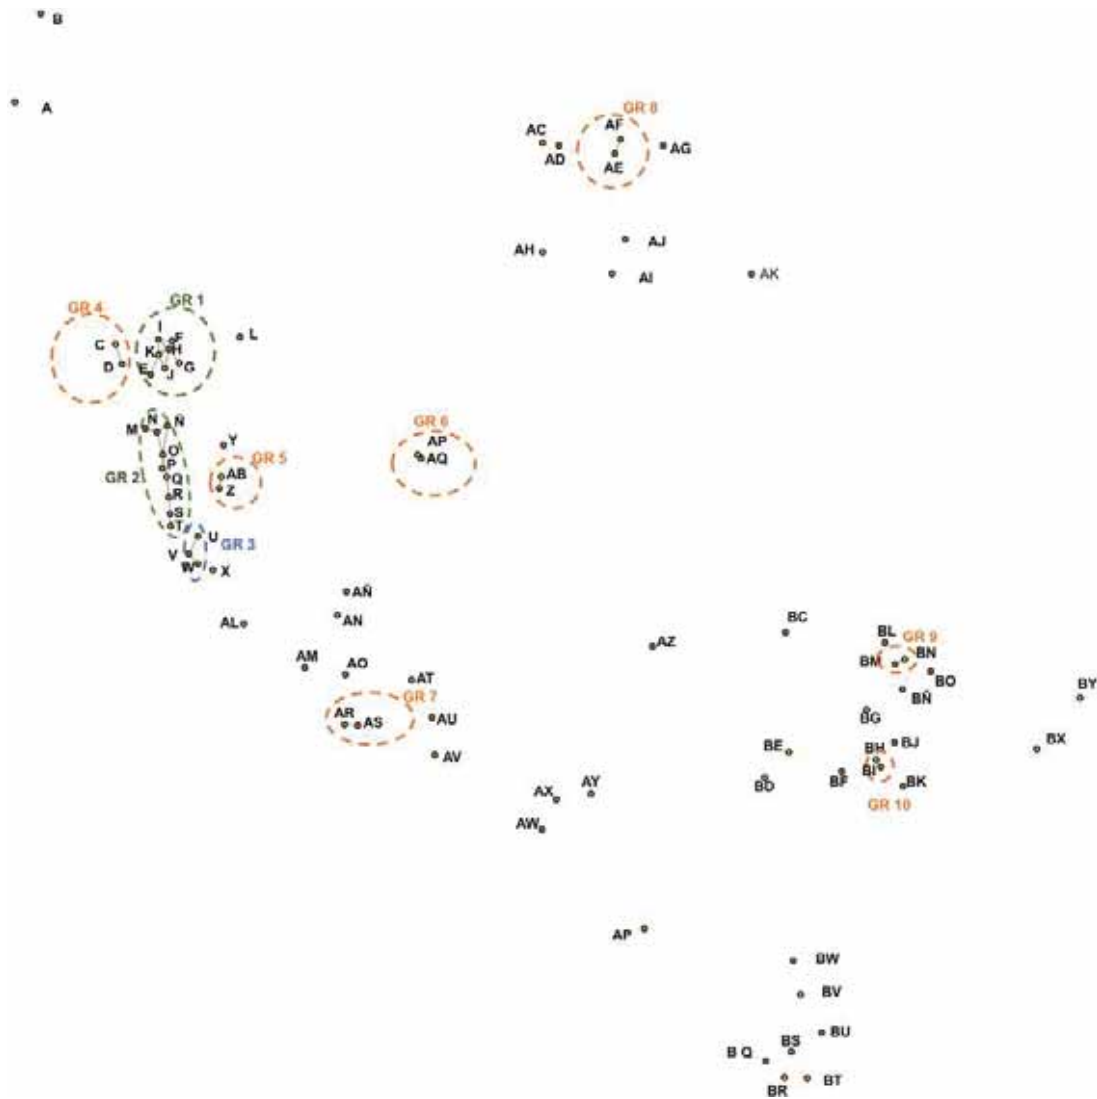 B
A
GR 8
AC
AF
AD
AE
AG
AH
AJ
AI
AK
GR 4
GR 1
I
F
L
C
K
H
D
E
J
G
M
Ñ
Ñ
GR 6
AP
AQ
Y
GR 5
O
P
AB
GR 2
Q
Z
R
S
T
U
V
GR 3
W
X
AÑ
AN
AL
BC
BL
GR 9
AZ
BN
AM
AO
BM
BO
AT
BÑ
BY
GR 7
AR
AS
AU
BG
BJ
BX
BE
BH
AV
BI
BD
BF
BK
AY
AX
GR 10
AW
AP
BW
BV
BU
BS
B Q
BR
BT